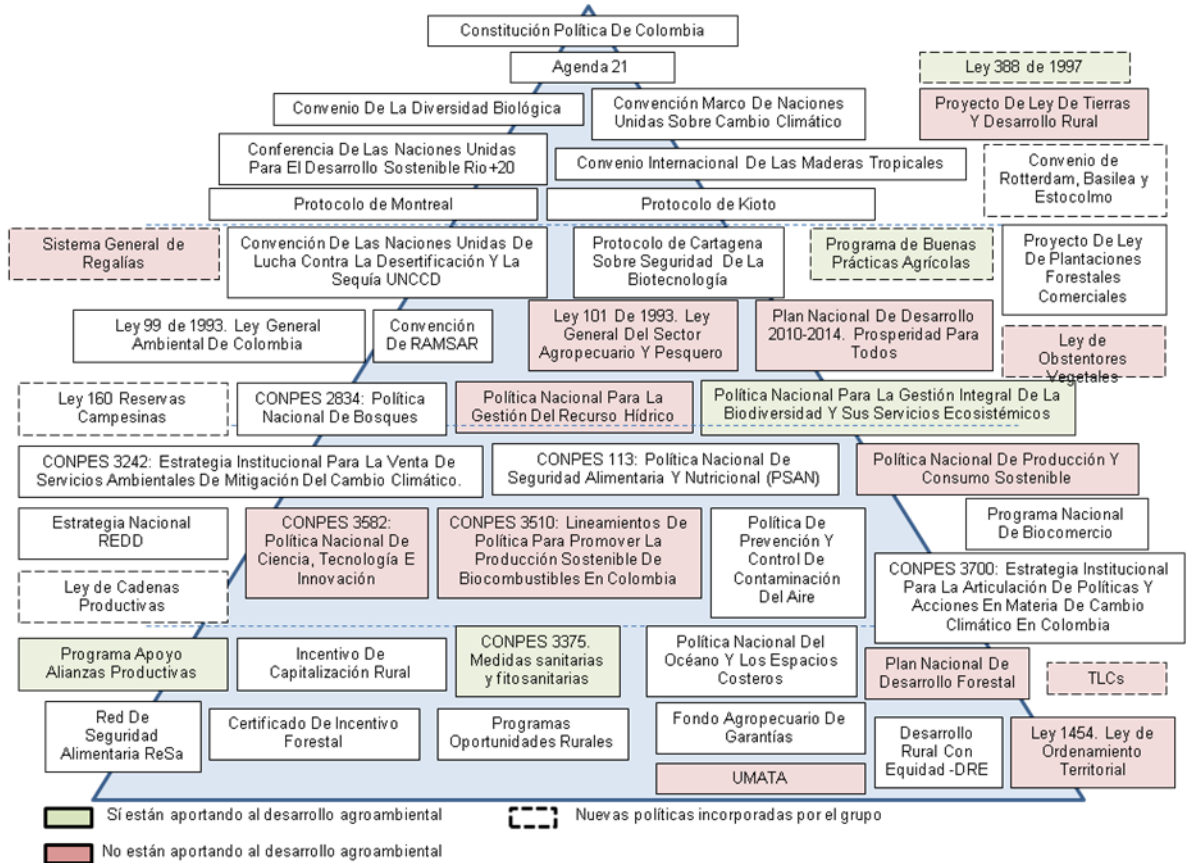 Constitución Política De Colombia
Agenda 21
Ley 388 de 1997
Convenio De La Diversidad Biológica
Convención Marco De Naciones
Unidas Sobre Cambio Climático
Proyecto De Ley De Tierras
Y Desarrollo Rural
Conferencia De Las Naciones Unidas
Para El Desarrollo Sostenible Rio+20
Convenio Internacional De Las Maderas Tropicales
Convenio de
Rotterdam, Basilea y
Estocolmo
Protocolo de Montreal
Protocolo de Kioto
Sistema General de
Regalías
Convención De Las Naciones Unidas De
Lucha Contra La Desertificación Y La
Sequía UNCCD
Protocolo de Cartagena
Sobre Seguridad De La
Biotecnología
Programa de Buenas
Prácticas Agrícolas
Proyecto De Ley
De Plantaciones
Forestales
Comerciales
Ley 99 de 1993. Ley General
Ambiental De Colombia
Convención
De RAMSAR
Ley 101 De 1993. Ley
General Del Sector
Agropecuario Y Pesquero
Plan Nacional De Desarrollo
2010-2014. Prosperidad Para
Todos
Ley de
Obstentores
Vegetales
Ley 160 Reservas
Campesinas
CONPES 2834: Política
Nacional De Bosques
Política Nacional Para La
Gestión Del Recurso Hídrico
Política Nacional Para La Gestión Integral De La
Biodiversidad Y Sus Servicios Ecosistémicos
CONPES 3242: Estrategia Institucional Para La Venta De
Servicios Ambientales De Mitigación Del Cambio Climático.
CONPES 113: Política Nacional De
Seguridad Alimentaria Y Nutricional (PSAN)
Política Nacional De Producción Y
Consumo Sostenible
Estrategia Nacional
REDD
CONPES 3582:
Política Nacional De
Ciencia, Tecnología E
Innovación
CONPES 3510: Lineamientos De
Política Para Promover La
Producción Sostenible De
Biocombustibles En Colombia
Política De
Prevención Y
Control De
Contaminación
Del Aire
Programa Nacional
De Biocomercio
Ley de Cadenas
Productivas
CONPES 3700: Estrategia Institucional
Para La Articulación De Políticas Y
Acciones En Materia De Cambio
Climático En Colombia
Programa Apoyo
Alianzas Productivas
Incentivo De
Capitalización Rural
CONPES 3375.
Medidas sanitarias
y fitosanitarias
Política Nacional Del
Océano Y Los Espacios
Costeros
Plan Nacional De
Desarrollo Forestal
TLCs
Red De
Seguridad
Alimentaria ReSa
Certificado De Incentivo
Forestal
Programas
Oportunidades Rurales
Fondo Agropecuario De
Garantías
Desarrollo
Rural Con
Equidad -DRE
Ley 1454. Ley de
Ordenamiento
Territorial
UMATA
Sí están aportando al desarrollo agroambiental
Nuevas políticas incorporadas por el grupo
No están aportando al desarrollo agroambiental